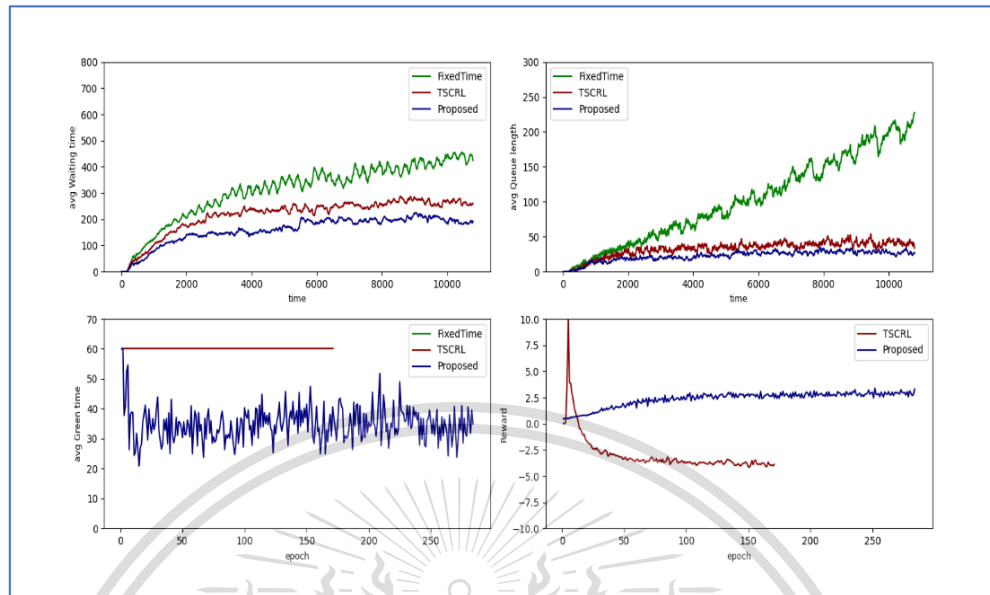 800
700
600
500
400
300
200
100
0
avg Waiting time
FixedTime
TSCRL
Proposed
0 2000 4000 6000 8000 10000
time
300
250
200
150
100
50
0
avg Queue length
FixedTime
TSCRL
Proposed
0 2000 4000 6000 8000 10000
time
70
60
50
40
30
20
10
0
avg Green time
FixedTime
TSCRL
Proposed
0 50 100 150 200 250
epoch
10.0
7.5
5.0
2.5
0.0
−2.5
−5.0
−7.5
−10.0
Reward
TSCRL
Proposed
0 50 100 150 200 250
epoch